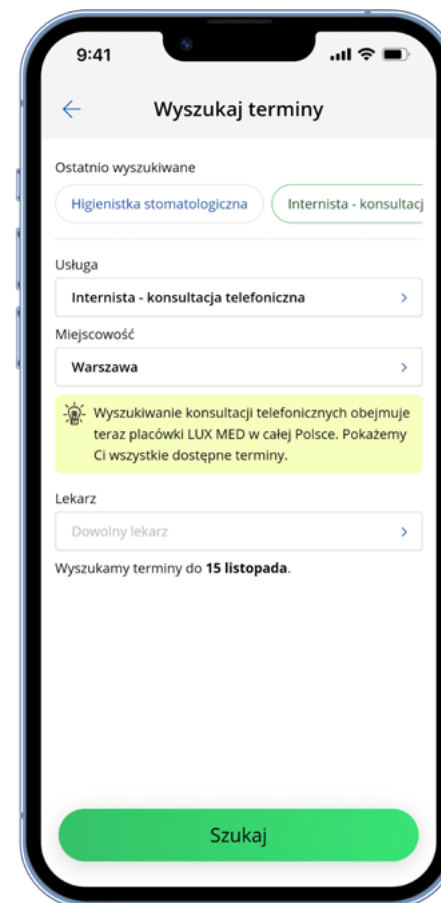 9:41
Wyszukaj terminy
Ostatnio wyszukiwane
Higienistka stomatologiczna
Internista - konsultacj
Usługa
Internista - konsultacja telefoniczna
Miejscowość
Warszawa
Wyszukiwanie konsultacji telefonicznych obejmuje
teraz placówki LUX MED w całej Polsce. Pokażemy
Ci wszystkie dostępne terminy.
Lekarz
Dowolny lekarz
Wyszukamy terminy do 15 listopada.
Szukaj